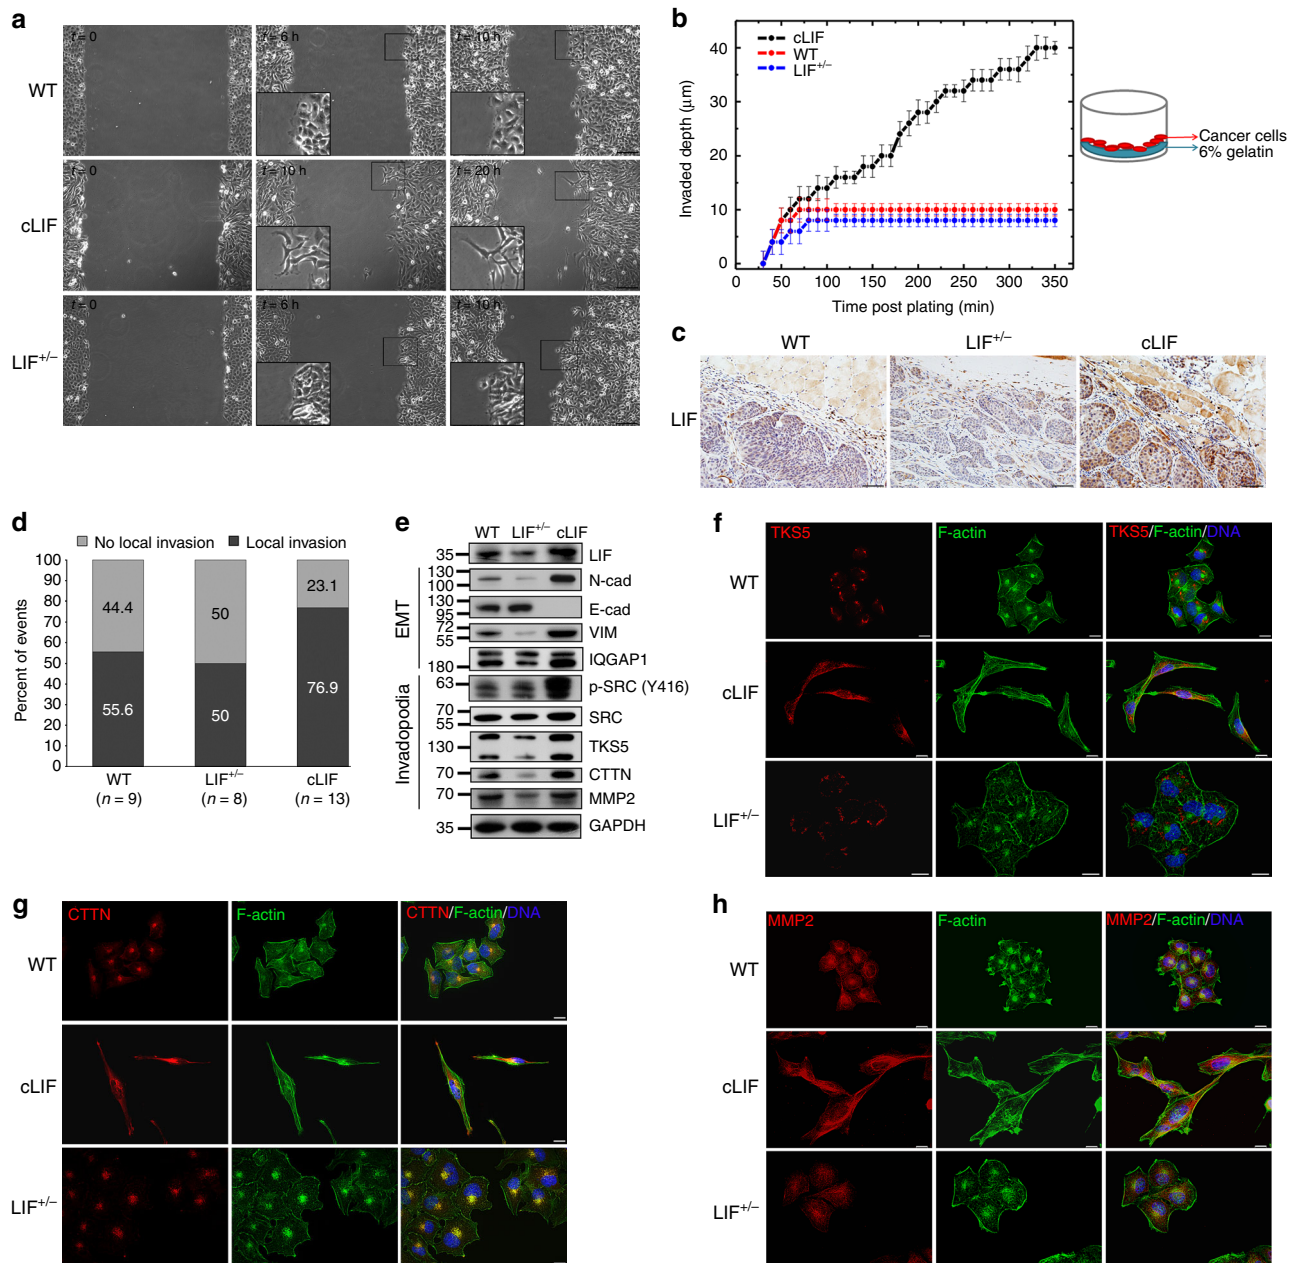 a
t = 0
t = 6 h
t = 10 h
WT
t = 0
t = 10 h
t = 20 h
cLIF
t = 0
t = 6 h
t = 10 h
LIF+/–
b
cLIF
WT
LIF+/–
40
30
20
10
0
Invaded depth (μm)
0
50
100
150
200
250
300
350
Time post plating (min)
Cancer cells
6% gelatin
c
WT
LIF+/–
cLIF
LIF
d
No local invasion
Local invasion
Percent of events
100
90
80
70
60
50
40
30
20
10
0
44.4
50
23.1
55.6
50
76.9
WT
LIF+/–
cLIF
(n = 9)
(n = 8)
(n = 13)
e
WT LIF+/– cLIF
35 LIF
EMT
130
100
N-cad
130
95
E-cad
72
55
VIM
180
IQGAP1
Invadopodia
63
p-SRC (Y416)
70
55
SRC
130
TKS5
70
CTTN
70
MMP2
35
GAPDH
f
TKS5
F-actin
TKS5/F-actin/DNA
WT
cLIF
LIF+/–
g
CTTN
F-actin
CTTN/F-actin/DNA
WT
cLIF
LIF+/–
h
MMP2
F-actin
MMP2/F-actin/DNA
WT
cLIF
LIF+/–